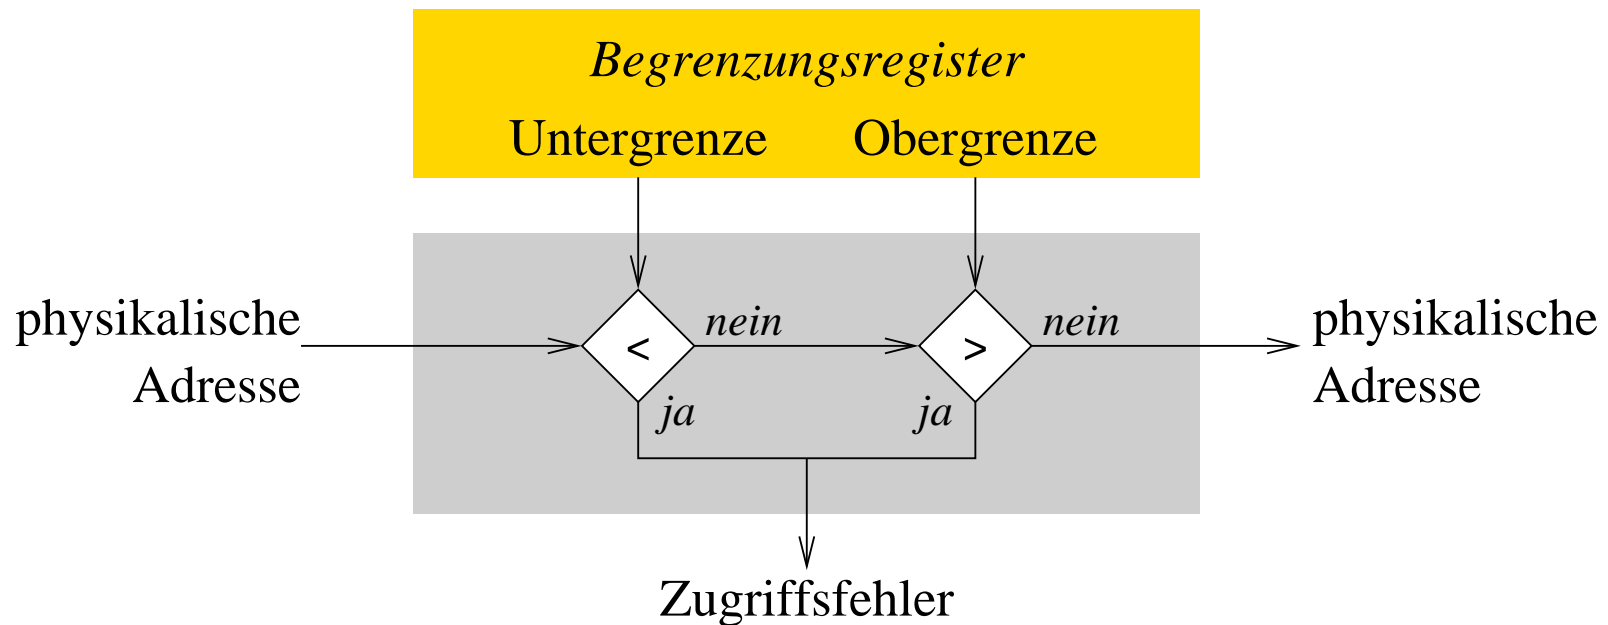 Begrenzungsregister
Untergrenze Obergrenze
physikalische
Adresse
< nein > nein
ja ja
physikalische
Adresse
Zugriffsfehler